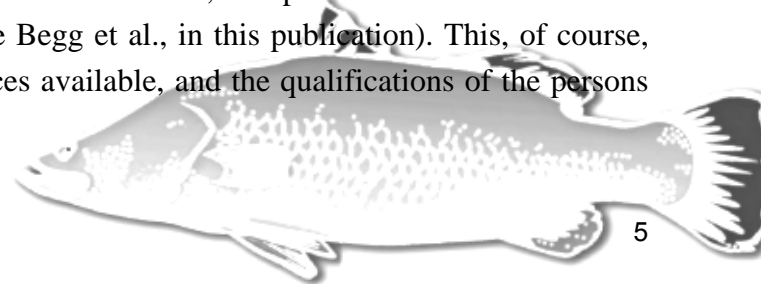 Begg et al., in this publication). This, of course,
ces available, and the qualifications of the persons
5